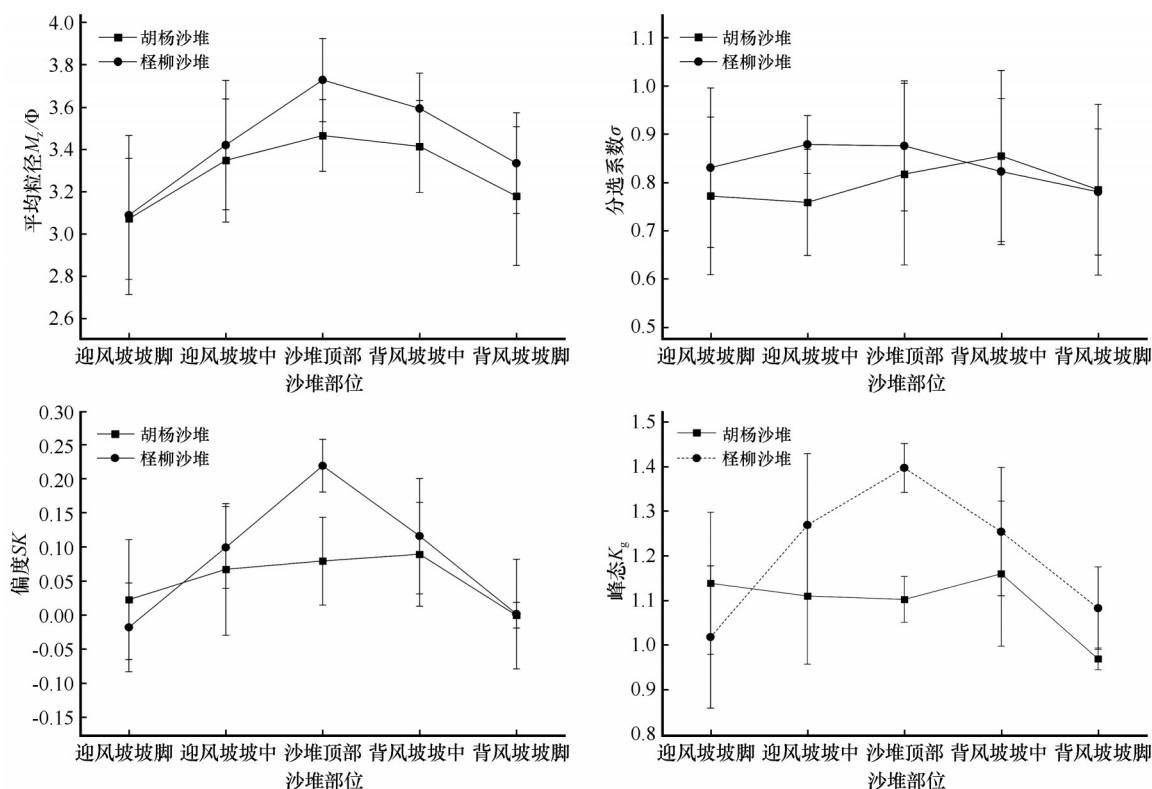 平均粒径Mz/Φ
4.0
3.8
3.6
3.4
3.2
3.0
2.8
2.6
胡杨沙堆
柽柳沙堆
迎风坡坡脚 迎风坡坡中 沙堆顶部 背风坡坡中 背风坡坡脚
沙堆部位
分选系数σ
1.1
1.0
0.9
0.8
0.7
0.6
0.5
胡杨沙堆
柽柳沙堆
迎风坡坡脚 迎风坡坡中 沙堆顶部 背风坡坡中 背风坡坡脚
沙堆部位
偏度SK
0.30
0.25
0.20
0.15
0.10
0.05
0.00
-0.05
-0.10
-0.15
胡杨沙堆
柽柳沙堆
迎风坡坡脚 迎风坡坡中 沙堆顶部 背风坡坡中 背风坡坡脚
沙堆部位
峰态Kg
1.5
1.4
1.3
1.2
1.1
1.0
0.9
0.8
胡杨沙堆
柽柳沙堆
迎风坡坡脚 迎风坡坡中 沙堆顶部 背风坡坡中 背风坡坡脚
沙堆部位